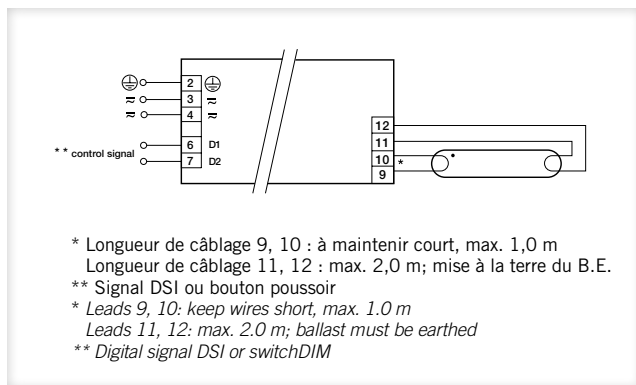 2
3
4
6 D1
* * control signal
7 D2
12
11
10 *
9
* Longueur de câblage 9, 10 : à maintenir court, max. 1,0 m
Longueur de câblage 11, 12 : max. 2,0 m; mise à la terre du B.E.
** Signal DSI ou bouton poussoir
* Leads 9, 10: keep wires short, max. 1.0 m
Leads 11, 12: max. 2.0 m; ballast must be earthed
** Digital signal DSI or switchDIM